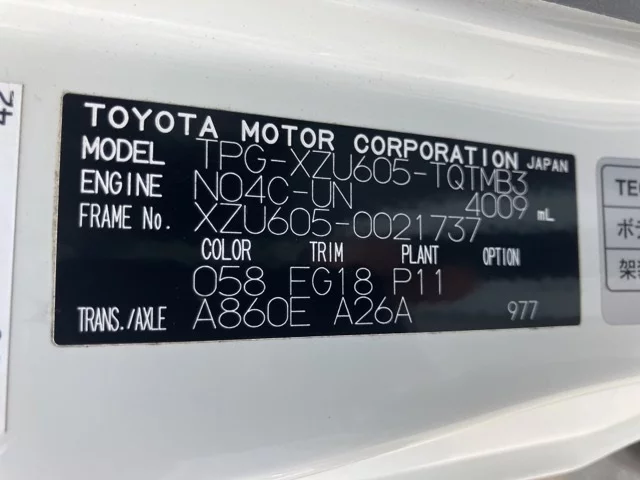 TOYOTA MOTOR CORPORATION JAPAN
MODEL TPG-XZU605-TQTMB3
ENGINE N04C-UN 4009 mL
FRAME No. XZU605-0021737
COLOR TRIM PLANT OPTION
058 FG18 P11
TRANS./AXLE A860E A26A 977
42